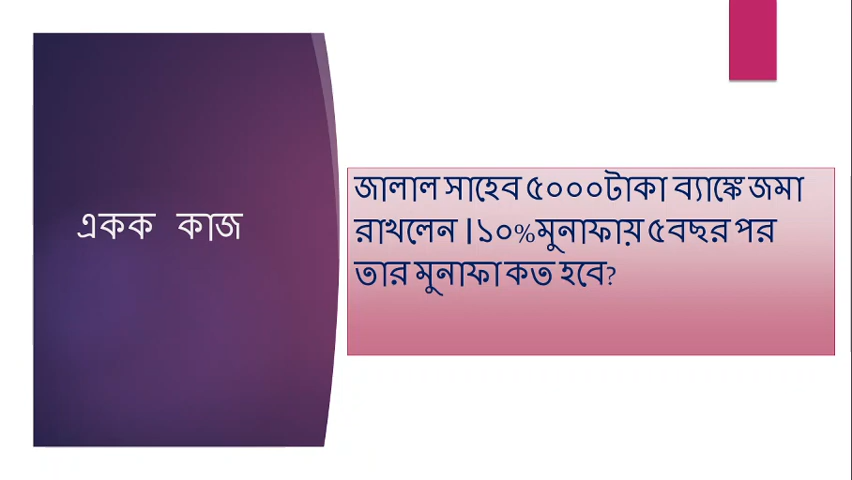 একক কাজ
জালাল সাহেব ৫০০০টাকা ব্যাঙ্কে জমা
রাখলেন।১০%মুনাফায় ৫বছর পর
তার মুনাফা কত হবে?